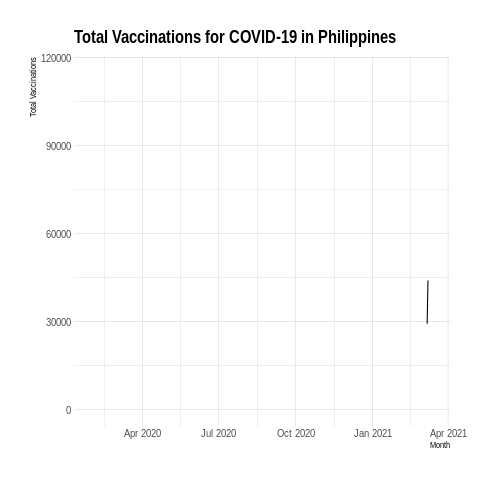 Total Vaccinations for COVID-19 in Philippines
Total Vaccinations
120000
90000
60000
30000
0
Apr 2020
Jul 2020
Oct 2020
Jan 2021
Apr 2021
Month